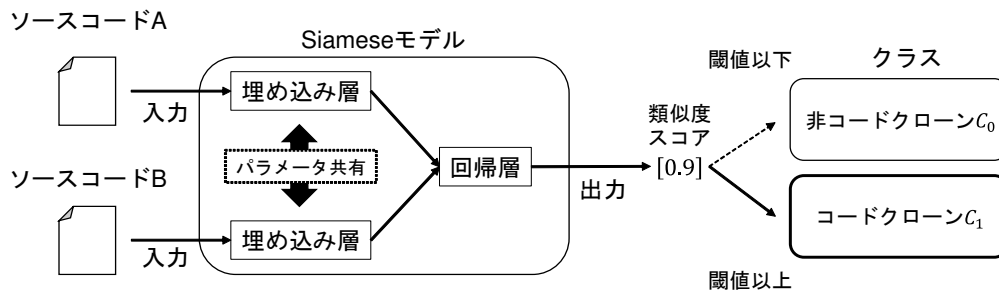 ソースコードA
入力
Siameseモデル
埋め込み層
パラメータ共有
ソースコードB
入力
埋め込み層
回帰層
出力
類似度
スコア
[0.9]
閾値以下
クラス
非コードクローンC₀
コードクローンC₁
閾値以上